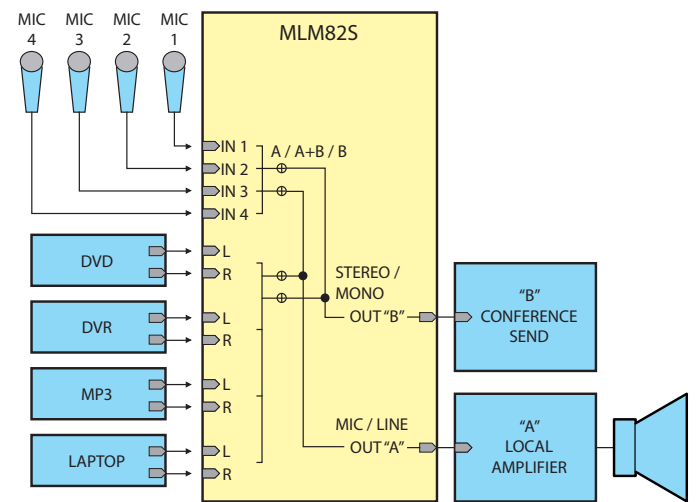 MIC MIC MIC MIC
4 3 2 1
MLM82S
IN 1
A / A+B / B
IN 2
IN 3
IN 4
DVD
L
R
STEREO /
MONO
OUT “B”
“B”
CONFERENCE
SEND
DVR
L
R
MP3
L
R
MIC / LINE
OUT “A”
“A”
LOCAL
AMPLIFIER
LAPTOP
L
R